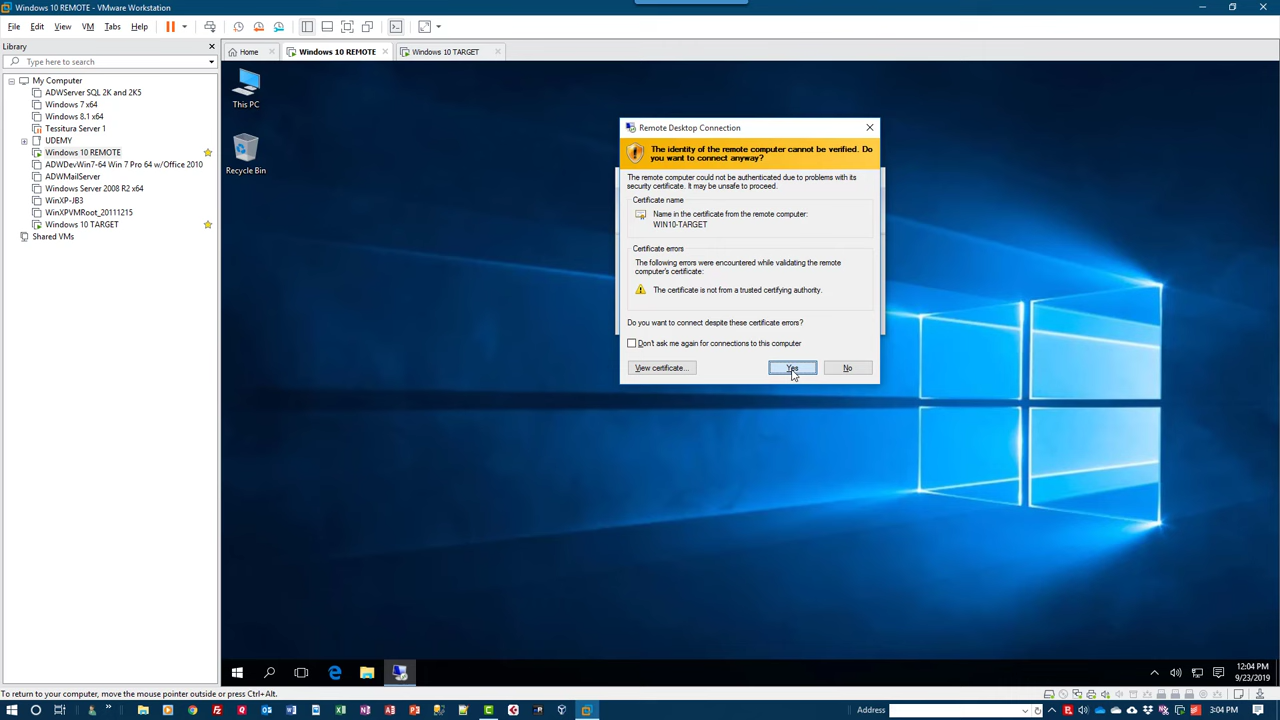 Windows 10 REMOTE - VMware Workstation
File Edit View VM Tabs Help
Library
Type here to search
My Computer
ADWServer SQL 2K and 2K5
Windows 7 x64
Windows 8.1 x64
Tessitura Server 1
UDEMY
Windows 10 REMOTE
ADWDevWin7-64 Win 7 Pro 64 w/Office 2010
ADWMailServer
Windows Server 2008 R2 x64
WinXP-JB3
WinXPVMRoot_20111215
Windows 10 TARGET
Shared VMs
Home Windows 10 REMOTE Windows 10 TARGET
This PC
Recycle Bin
Remote Desktop Connection
The identity of the remote computer cannot be verified. Do
you want to connect anyway?
The remote computer could not be authenticated due to problems with its
security certificate. It may be unsafe to proceed.
Certificate name
Name in the certificate from the remote computer:
WIN10-TARGET
Certificate errors
The following errors were encountered while validating the remote
computer's certificate:
The certificate is not from a trusted certifying authority.
Do you want to connect despite these certificate errors?
Don't ask me again for connections to this computer
View certificate... Yes No
12:04 PM
9/23/2019
To return to your computer, move the mouse pointer outside or press Ctrl+Alt.
Address
3:04 PM